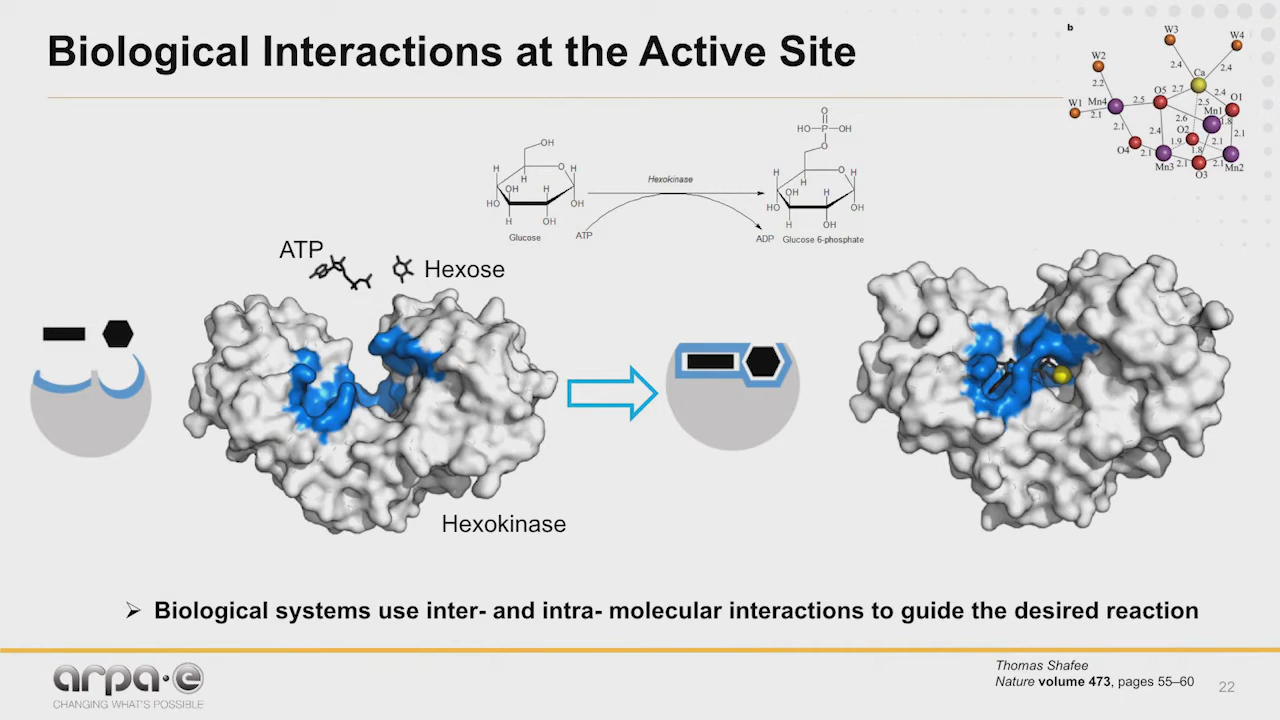 Biological Interactions at the Active Site
b
W3
W4
W2
2.4
2.4
Ca
2.2
W1
Mn4
2.5
O5
2.7
2.4
O1
2.1
2.5
Mn1
1.8
2.6
2.1
2.4
O2
2.1
1.9
2.1
O4
2.1
1.8
Mn3
2.1
O3
2.1
Mn2
O
HO
P
OH
O
OH
H
O
H
H
OH
H
HO
OH
H
OH
Glucose
Hexokinase
ATP
ADP
H
O
H
H
OH
H
HO
OH
H
OH
Glucose 6-phosphate
ATP
Hexose
Hexokinase
➢ Biological systems use inter- and intra- molecular interactions to guide the desired reaction
arpa·e
CHANGING WHAT'S POSSIBLE
Thomas Shafee
Nature volume 473, pages 55–60
22